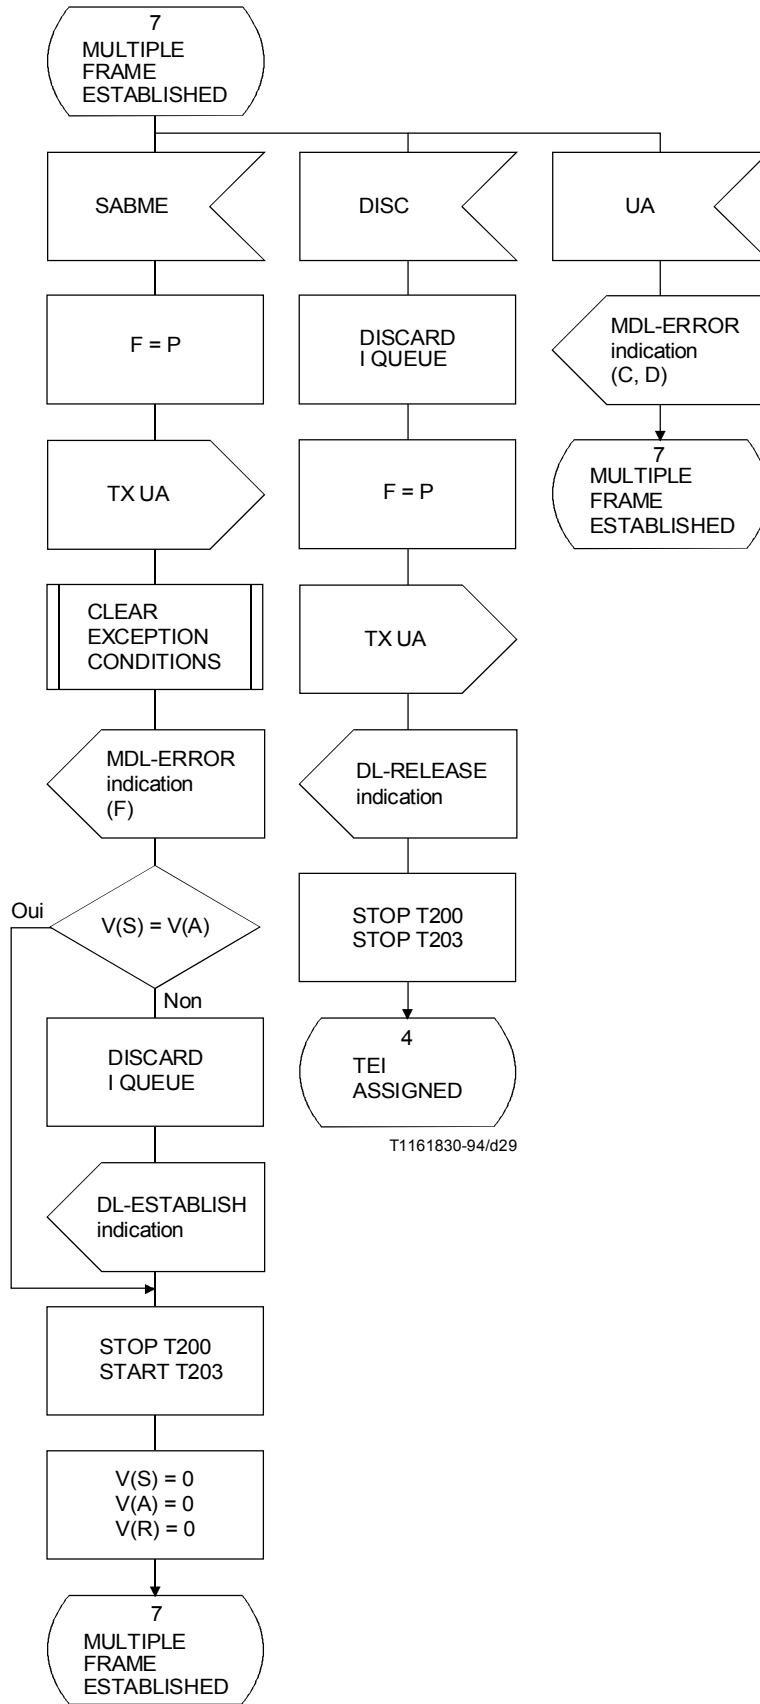 7
MULTIPLE
FRAME
ESTABLISHED
SABME
F = P
TX UA
CLEAR
EXCEPTION
CONDITIONS
MDL-ERROR
indication
(F)
Oui
V(S) = V(A)
Non
DISCARD
I QUEUE
DL-ESTABLISH
indication
STOP T200
START T203
V(S) = 0
V(A) = 0
V(R) = 0
7
MULTIPLE
FRAME
ESTABLISHED
DISC
DISCARD
I QUEUE
F = P
TX UA
DL-RELEASE
indication
STOP T200
STOP T203
4
TEI
ASSIGNED
T1161830-94/d29
UA
MDL-ERROR
indication
(C, D)
7
MULTIPLE
FRAME
ESTABLISHED